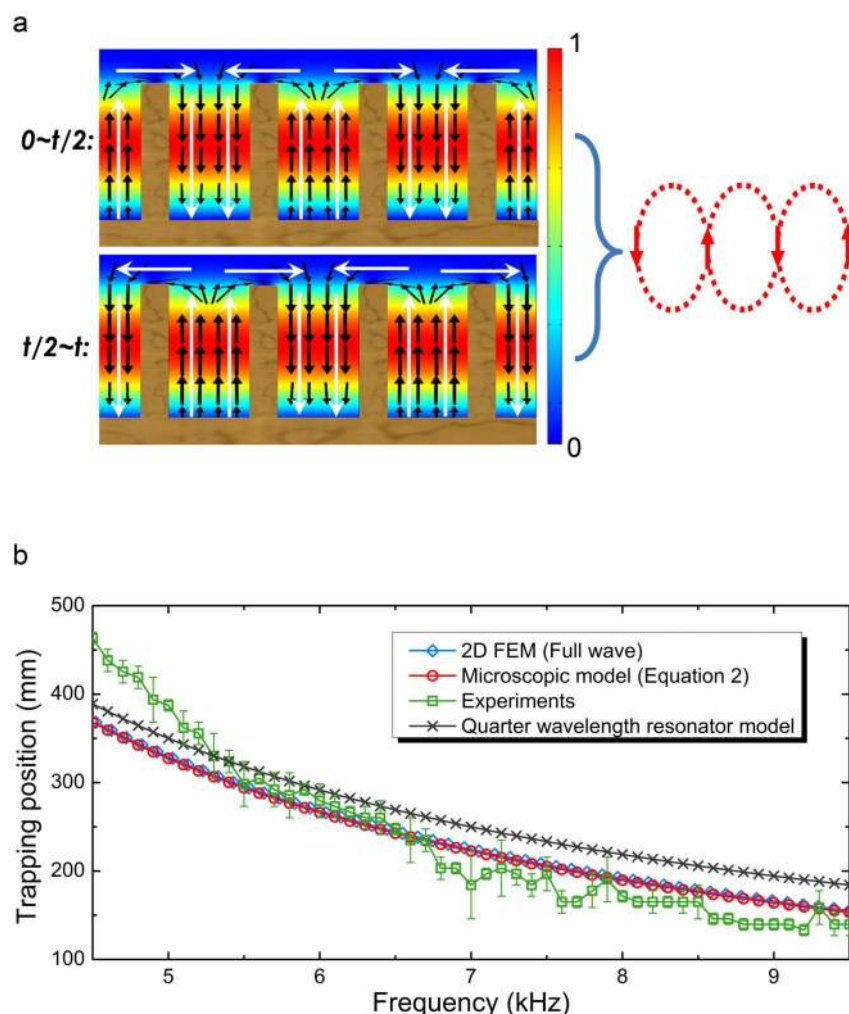 a
1
0~t/2:
t/2~t:
0
b
500
400
300
200
100
Trapping position (mm)
2D FEM (Full wave)
Microscopic model (Equation 2)
Experiments
Quarter wavelength resonator model
5 6 7 8 9
Frequency (kHz)